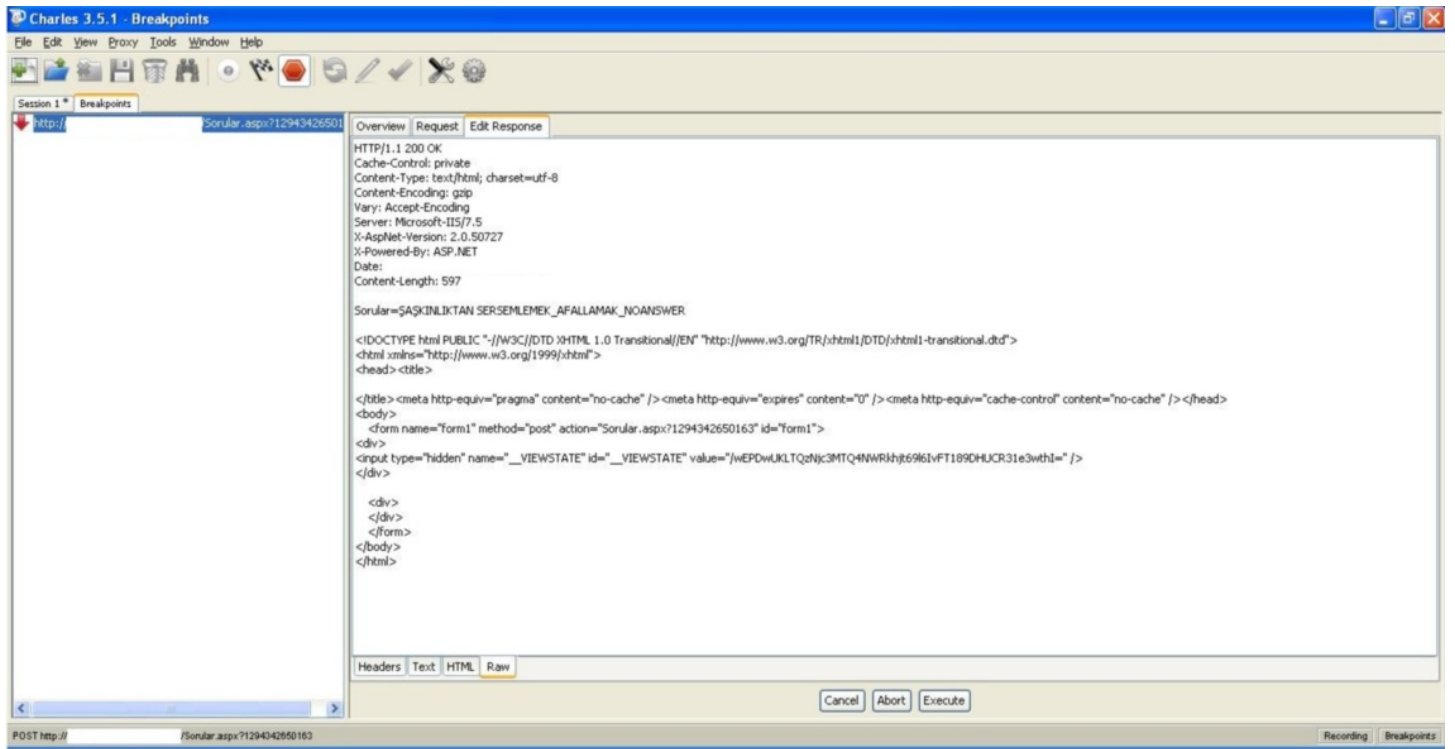 Charles 3.5.1 - Breakpoints
File Edit View Proxy Tools Window Help
Session 1 * Breakpoints
http:// /Sorular.aspx?12943426501
Overview Request Edit Response
HTTP/1.1 200 OK
Cache-Control: private
Content-Type: text/html; charset=utf-8
Content-Encoding: gzip
Vary: Accept-Encoding
Server: Microsoft-IIS/7.5
X-AspNet-Version: 2.0.50727
X-Powered-By: ASP.NET
Date:
Content-Length: 597
Sorular=ŞAŞKINLIKTAN SERSEMLEMEK_AFALLAMAK_NOANSWER
<!DOCTYPE html PUBLIC "-//W3C//DTD XHTML 1.0 Transitional//EN" "http://www.w3.org/TR/xhtml1/DTD/xhtml1-transitional.dtd">
<html xmlns="http://www.w3.org/1999/xhtml">
<head><title>
</title><meta http-equiv="pragma" content="no-cache" /><meta http-equiv="expires" content="0" /><meta http-equiv="cache-control" content="no-cache" /></head>
<body>
<form name="form1" method="post" action="Sorular.aspx?1294342650163" id="form1">
<div>
<input type="hidden" name="__VIEWSTATE" id="__VIEWSTATE" value="/wEPDwUKLTQzNjc3MTQ4NWRkhjt69l6IvFT189DHUCR31e3wthI=" />
</div>
<div>
</div>
</form>
</body>
</html>
Headers Text HTML Raw
Cancel Abort Execute
POST http:// /Sorular.aspx?1294342650163
Recording Breakpoints